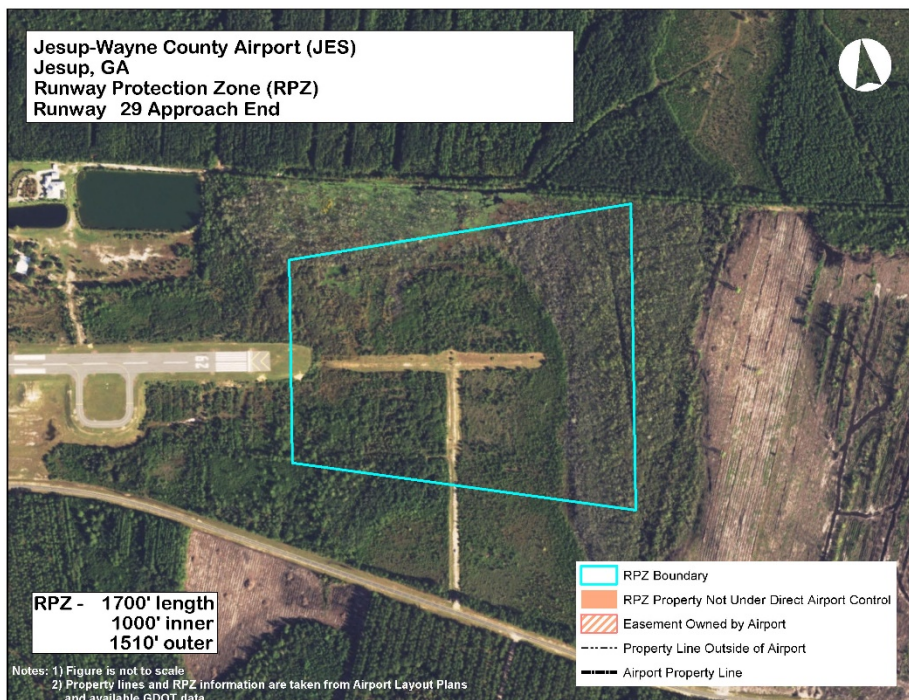 Jesup-Wayne County Airport (JES)
Jesup, GA
Runway Protection Zone (RPZ)
Runway 29 Approach End
29
RPZ - 1700' length
1000' inner
1510' outer
RPZ Boundary
RPZ Property Not Under Direct Airport Control
Easement Owned by Airport
Property Line Outside of Airport
Airport Property Line
Notes: 1) Figure is not to scale
2) Property lines and RPZ information are taken from Airport Layout Plans
and available GDOT data